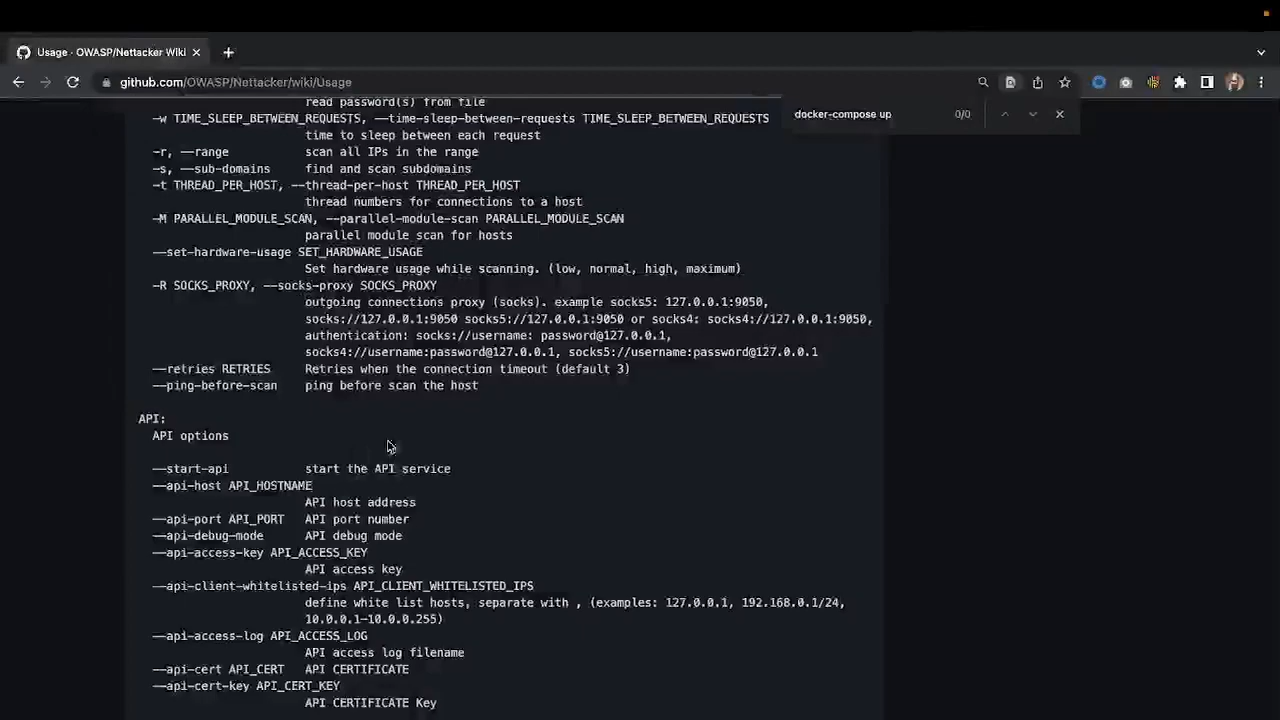 Usage · OWASP/Nettacker Wiki
github.com/OWASP/Nettacker/wiki/Usage
docker-compose up
0/0
read password(s) from file
-w TIME_SLEEP_BETWEEN_REQUESTS, --time-sleep-between-requests TIME_SLEEP_BETWEEN_REQUESTS
time to sleep between each request
-r, --range scan all IPs in the range
-s, --sub-domains find and scan subdomains
-t THREAD_PER_HOST, --thread-per-host THREAD_PER_HOST
thread numbers for connections to a host
-M PARALLEL_MODULE_SCAN, --parallel-module-scan PARALLEL_MODULE_SCAN
parallel module scan for hosts
--set-hardware-usage SET_HARDWARE_USAGE
Set hardware usage while scanning. (low, normal, high, maximum)
-R SOCKS_PROXY, --socks-proxy SOCKS_PROXY
outgoing connections proxy (socks). example socks5: 127.0.0.1:9050,
socks://127.0.0.1:9050 socks5://127.0.0.1:9050 or socks4: socks4://127.0.0.1:9050,
authentication: socks://username: password@127.0.0.1,
socks4://username:password@127.0.0.1, socks5://username:password@127.0.0.1
--retries RETRIES Retries when the connection timeout (default 3)
--ping-before-scan ping before scan the host
API:
API options
--start-api start the API service
--api-host API_HOSTNAME
API host address
--api-port API_PORT API port number
--api-debug-mode API debug mode
--api-access-key API_ACCESS_KEY
API access key
--api-client-whitelisted-ips API_CLIENT_WHITELISTED_IPS
define white list hosts, separate with , (examples: 127.0.0.1, 192.168.0.1/24,
10.0.0.1-10.0.0.255)
--api-access-log API_ACCESS_LOG
API access log filename
--api-cert API_CERT API CERTIFICATE
--api-cert-key API_CERT_KEY
API CERTIFICATE Key